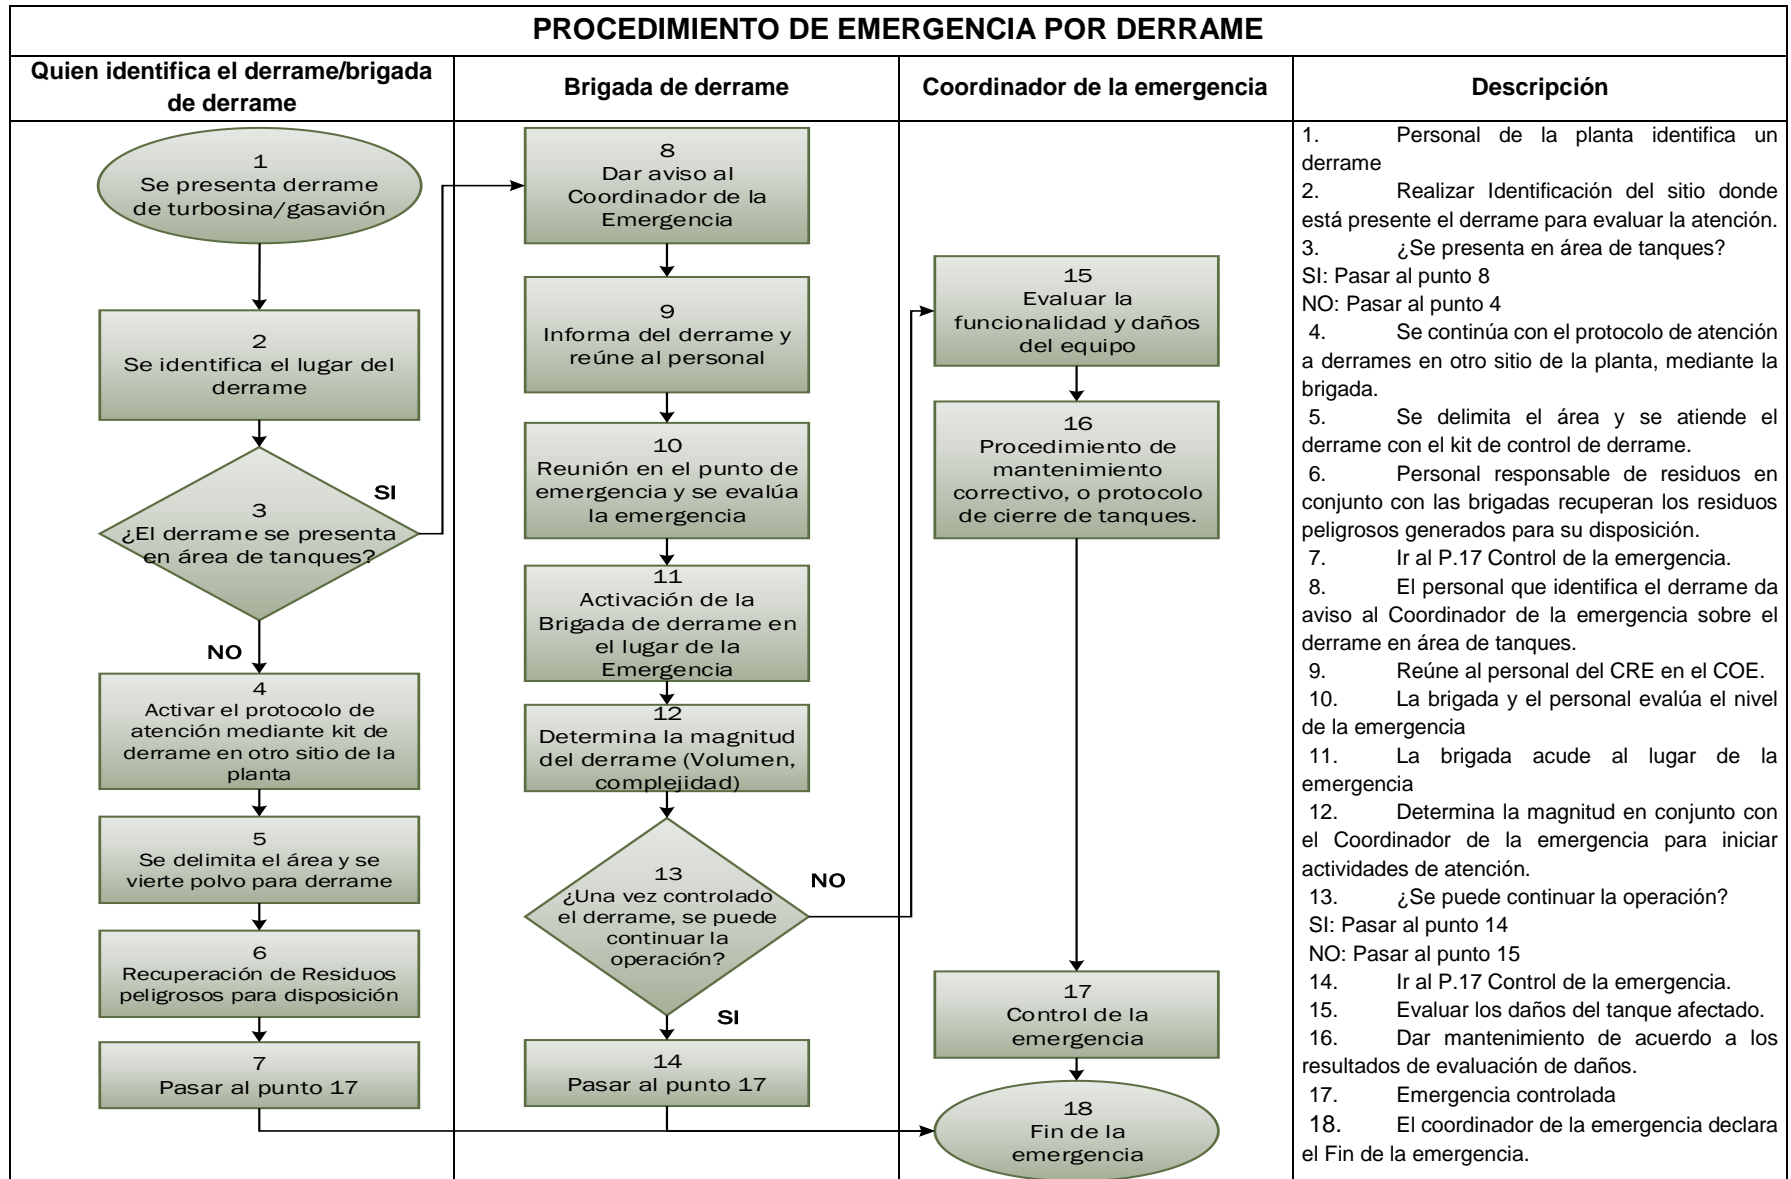 PROCEDIMIENTO DE EMERGENCIA POR DERRAME
Quien identifica el derrame/brigada
de derrame
Brigada de derrame
Coordinador de la emergencia
Descripción
1
Se presenta derrame
de turbosina/gasavión
2
Se identifica el lugar del
derrame
3
¿El derrame se presenta
en área de tanques?
SI
NO
4
Activar el protocolo de
atención mediante kit de
derrame en otro sitio de la
planta
5
Se delimita el área y se
vierte polvo para derrame
6
Recuperación de Residuos
peligrosos para disposición
7
Pasar al punto 17
8
Dar aviso al
Coordinador de la
Emergencia
9
Informa del derrame y
reúne al personal
10
Reunión en el punto de
emergencia y se evalúa
la emergencia
11
Activación de la
Brigada de derrame en
el lugar de la
Emergencia
12
Determina la magnitud
del derrame (Volumen,
complejidad)
13
¿Una vez controlado
el derrame, se puede
continuar la
operación?
NO
SI
14
Pasar al punto 17
15
Evaluar la
funcionalidad y daños
del equipo
16
Procedimiento de
mantenimiento
correctivo, o protocolo
de cierre de tanques.
17
Control de la
emergencia
18
Fin de la
emergencia
1. Personal de la planta identifica un
derrame
2. Realizar Identificación del sitio donde
está presente el derrame para evaluar la atención.
3. ¿Se presenta en área de tanques?
SI: Pasar al punto 8
NO: Pasar al punto 4
4. Se continúa con el protocolo de atención
a derrames en otro sitio de la planta, mediante la
brigada.
5. Se delimita el área y se atiende el
derrame con el kit de control de derrame.
6. Personal responsable de residuos en
conjunto con las brigadas recuperan los residuos
peligrosos generados para su disposición.
7. Ir al P.17 Control de la emergencia.
8. El personal que identifica el derrame da
aviso al Coordinador de la emergencia sobre el
derrame en área de tanques.
9. Reúne al personal del CRE en el COE.
10. La brigada y el personal evalúa el nivel
de la emergencia
11. La brigada acude al lugar de la
emergencia
12. Determina la magnitud en conjunto con
el Coordinador de la emergencia para iniciar
actividades de atención.
13. ¿Se puede continuar la operación?
SI: Pasar al punto 14
NO: Pasar al punto 15
14. Ir al P.17 Control de la emergencia.
15. Evaluar los daños del tanque afectado.
16. Dar mantenimiento de acuerdo a los
resultados de evaluación de daños.
17. Emergencia controlada
18. El coordinador de la emergencia declara
el Fin de la emergencia.